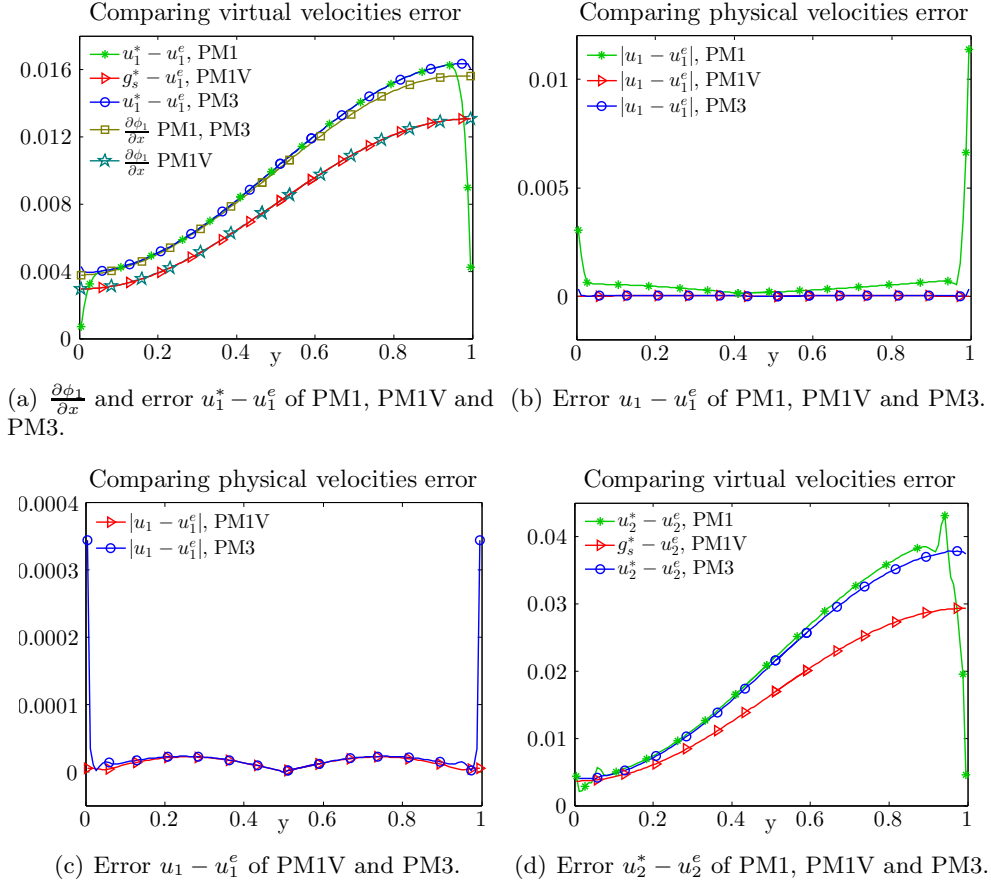 Comparing virtual velocities error
u₁* − u₁ᵉ, PM1
gₛ* − u₁ᵉ, PM1V
u₁* − u₁ᵉ, PM3
∂ϕ₁/∂x PM1, PM3
∂ϕ₁/∂x PM1V
0.016
0.012
0.008
0.004
0
0 0.2 0.4 0.6 0.8 1
y
(a) ∂ϕ₁/∂x and error u₁* − u₁ᵉ of PM1, PM1V and
PM3.
Comparing physical velocities error
|u₁ − u₁ᵉ|, PM1
|u₁ − u₁ᵉ|, PM1V
|u₁ − u₁ᵉ|, PM3
0.01
0.005
0
0 0.2 0.4 0.6 0.8 1
y
(b) Error u₁ − u₁ᵉ of PM1, PM1V and PM3.
Comparing physical velocities error
|u₁ − u₁ᵉ|, PM1V
|u₁ − u₁ᵉ|, PM3
0.0004
0.0003
0.0002
0.0001
0
0 0.2 0.4 0.6 0.8 1
y
(c) Error u₁ − u₁ᵉ of PM1V and PM3.
Comparing virtual velocities error
u₂* − u₂ᵉ, PM1
gₛ* − u₂ᵉ, PM1V
u₂* − u₂ᵉ, PM3
0.04
0.03
0.02
0.01
0
0 0.2 0.4 0.6 0.8 1
y
(d) Error u₂* − u₂ᵉ of PM1, PM1V and PM3.